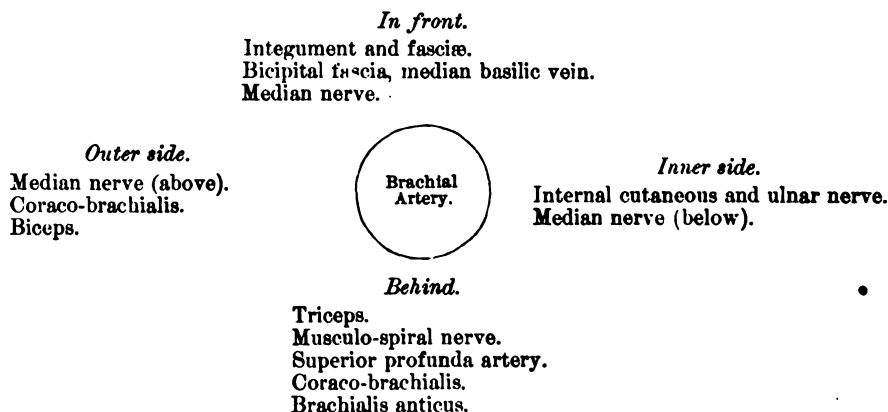 In front.
Integument and fasciæ.
Bicipital fascia, median basilic vein.
Median nerve.
Outer side.
Median nerve (above).
Coraco-brachialis.
Biceps.
Brachial
Artery.
Inner side.
Internal cutaneous and ulnar nerve.
Median nerve (below).
Behind.
Triceps.
Musculo-spiral nerve.
Superior profunda artery.
Coraco-brachialis.
Brachialis anticus.